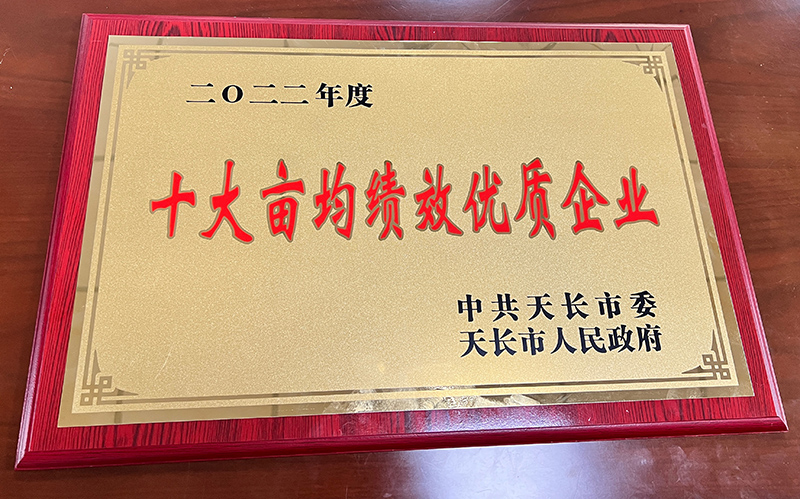 二〇二二年度
十大亩均绩效优质企业
中共天长市委
天长市人民政府